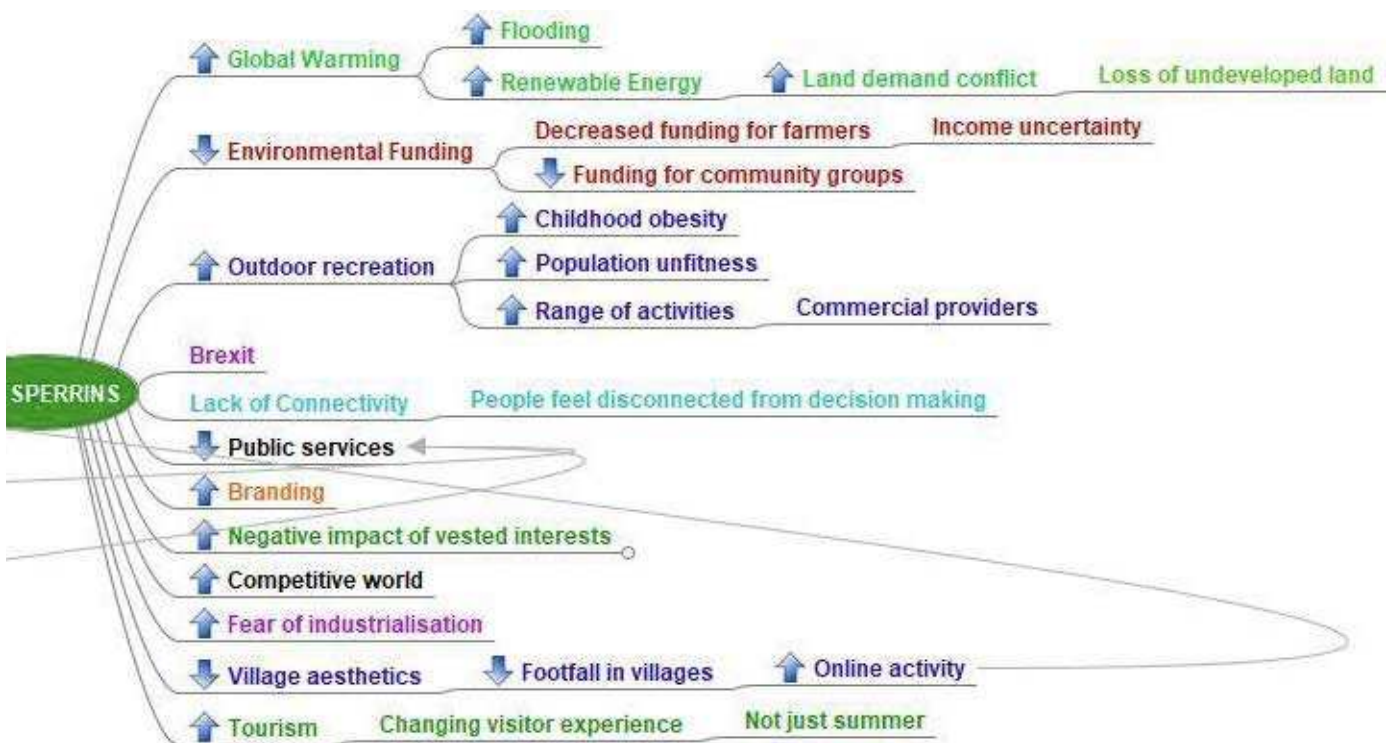 Flooding
Global Warming
Renewable Energy
Land demand conflict
Loss of undeveloped land
Decreased funding for farmers
Income uncertainty
Environmental Funding
Funding for community groups
Childhood obesity
Outdoor recreation
Population unfitness
Range of activities
Commercial providers
Brexit
SPERRINS
Lack of Connectivity
People feel disconnected from decision making
Public services
Branding
Negative impact of vested interests
Competitive world
Fear of industrialisation
Village aesthetics
Footfall in villages
Online activity
Tourism
Changing visitor experience
Not just summer